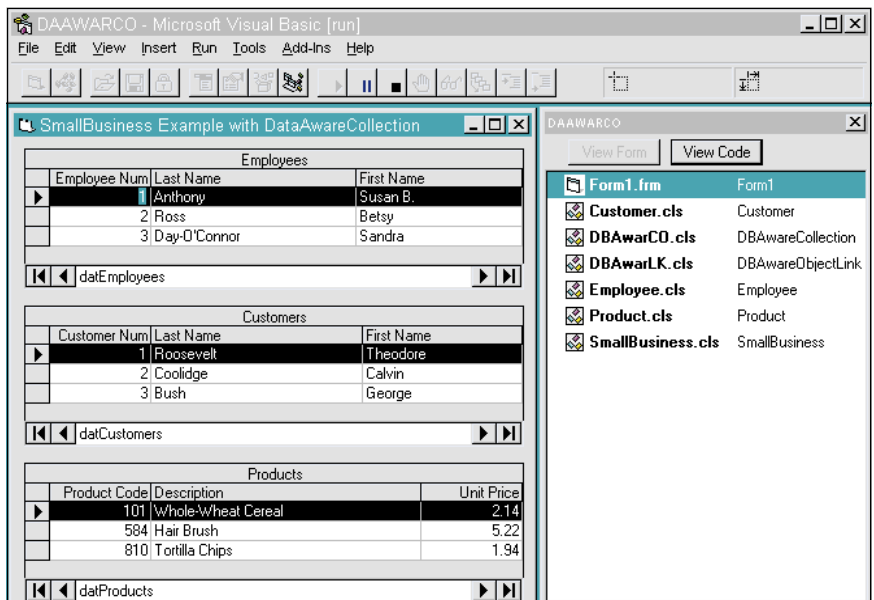 DAAWARCO - Microsoft Visual Basic [run]
File Edit View Insert Run Tools Add-Ins Help
SmallBusiness Example with DataAwareCollection
Employees
Employee Num Last Name First Name
1 Anthony Susan B.
2 Ross Betsy
3 Day-O'Connor Sandra
datEmployees
Customers
Customer Num Last Name First Name
1 Roosevelt Theodore
2 Coolidge Calvin
3 Bush George
datCustomers
Products
Product Code Description Unit Price
101 Whole-Wheat Cereal 2.14
584 Hair Brush 5.22
810 Tortilla Chips 1.94
datProducts
DAAWARCO
View Form View Code
Form1.frm Form1
Customer.cls Customer
DBAwarCO.cls DBAwareCollection
DBAwarLK.cls DBAwareObjectLink
Employee.cls Employee
Product.cls Product
SmallBusiness.cls SmallBusiness